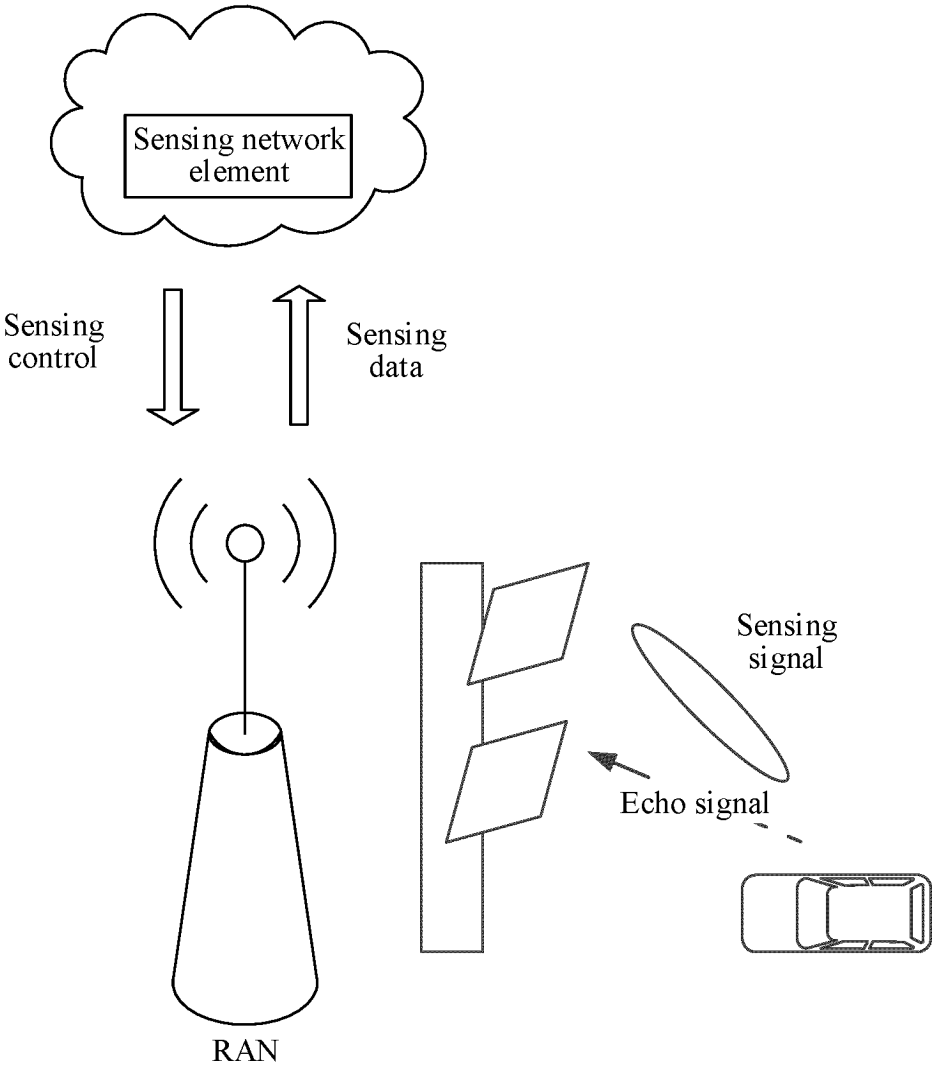 Sensing network
element
Sensing
control
Sensing
data
Sensing
signal
Echo signal
RAN